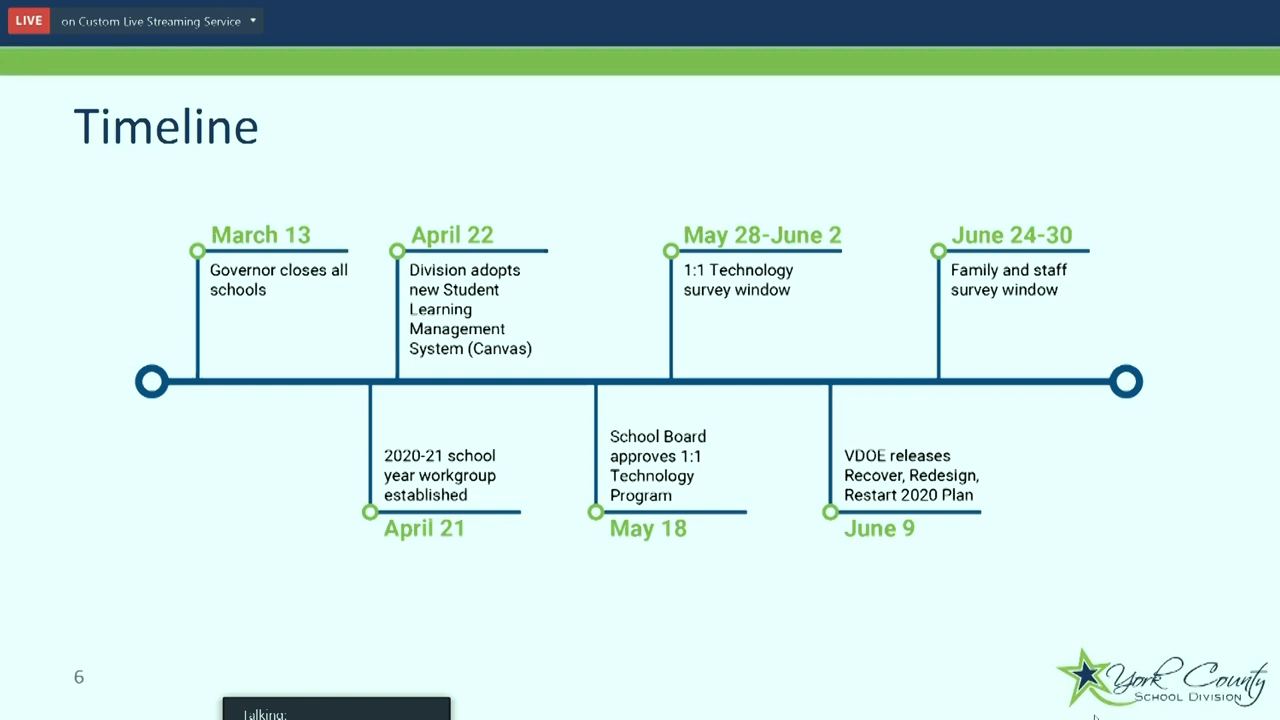 LIVE on Custom Live Streaming Service
Timeline
March 13
Governor closes all
schools
April 22
Division adopts
new Student
Learning
Management
System (Canvas)
May 28-June 2
1:1 Technology
survey window
June 24-30
Family and staff
survey window
2020-21 school
year workgroup
established
April 21
School Board
approves 1:1
Technology
Program
May 18
VDOE releases
Recover, Redesign,
Restart 2020 Plan
June 9
6
York County
SCHOOL DIVISION
Talking: